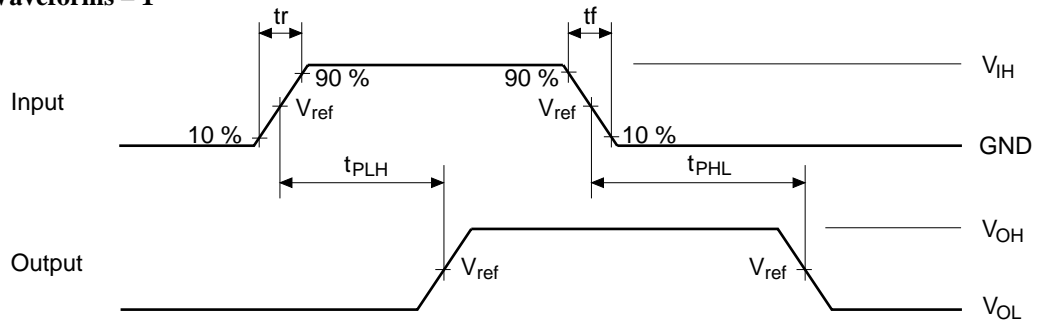 Waveforms – 1
tr
tf
90 %
90 %
V_IH
Input
V_ref
V_ref
10 %
10 %
GND
t_PLH
t_PHL
V_OH
Output
V_ref
V_ref
V_OL